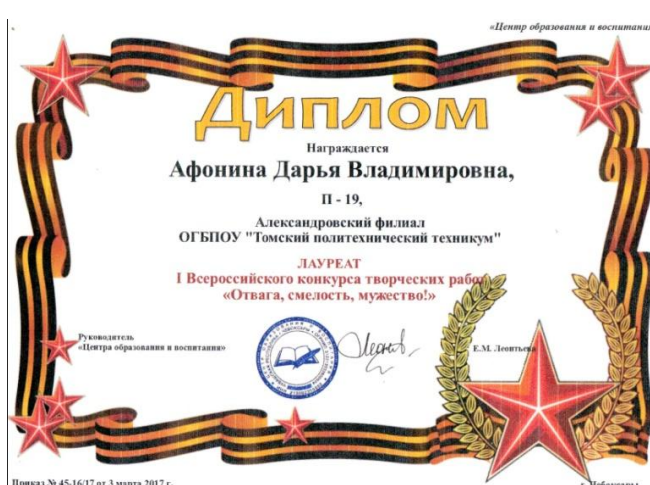 «Центр образования и воспитания
Диплом
Награждается
Афонина Дарья Владимировна,
П - 19,
Александровский филиал
ОГБПОУ "Томский политехнический техникум"
ЛАУРЕАТ
I Всероссийского конкурса творческих работ
«Отвага, смелость, мужество!»
Руководитель
«Центра образования и воспитания»
Е.М. Леонтьева
Приказ № 45-16/17 от 3 марта 2017 г.
г. Чебоксары